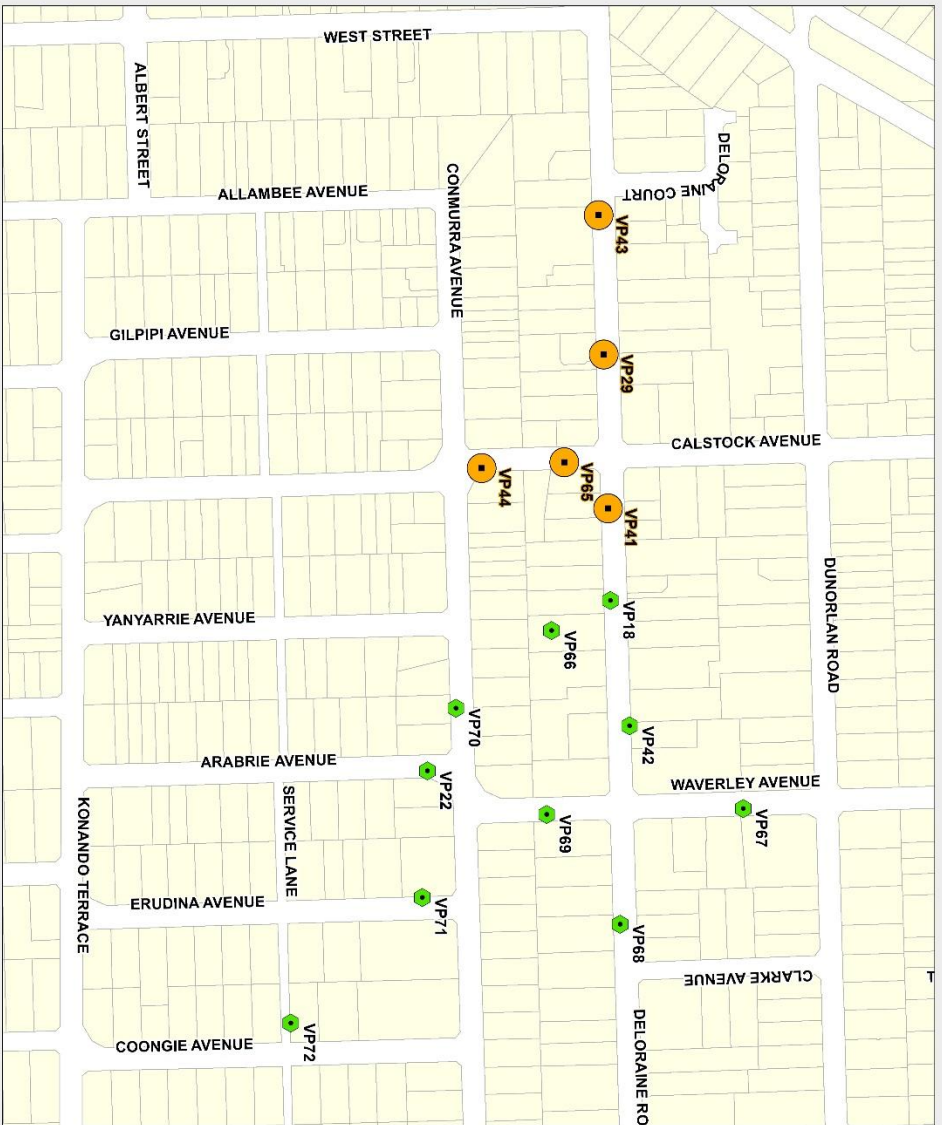 WEST STREET
ALBERT STREET
DELORAINE COURT
ALLAMBEE AVENUE
CONMURRA AVENUE
VP43
GILPIPI AVENUE
VP29
CALSTOCK AVENUE
VP44
VP65
VP41
DUNORLAN ROAD
VP18
YANYARRIE AVENUE
VP66
VP70
VP42
ARABRIE AVENUE
VP22
WAVERLEY AVENUE
KONANDO TERRACE
SERVICE LANE
VP69
VP67
ERUDINA AVENUE
VP71
VP68
CLARKE AVENUE
T
VP72
COONGIE AVENUE
DELORAINE RO